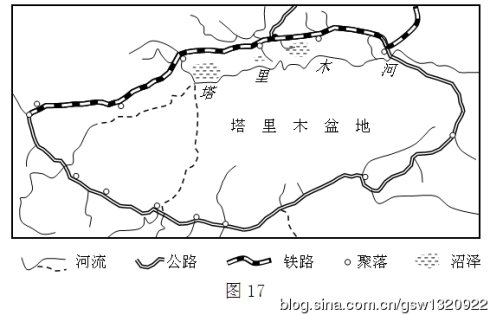 塔里木河
塔里木盆地
河流 公路 铁路 聚落 沼泽
图 17
blog.sina.com.cn/gsw1320922